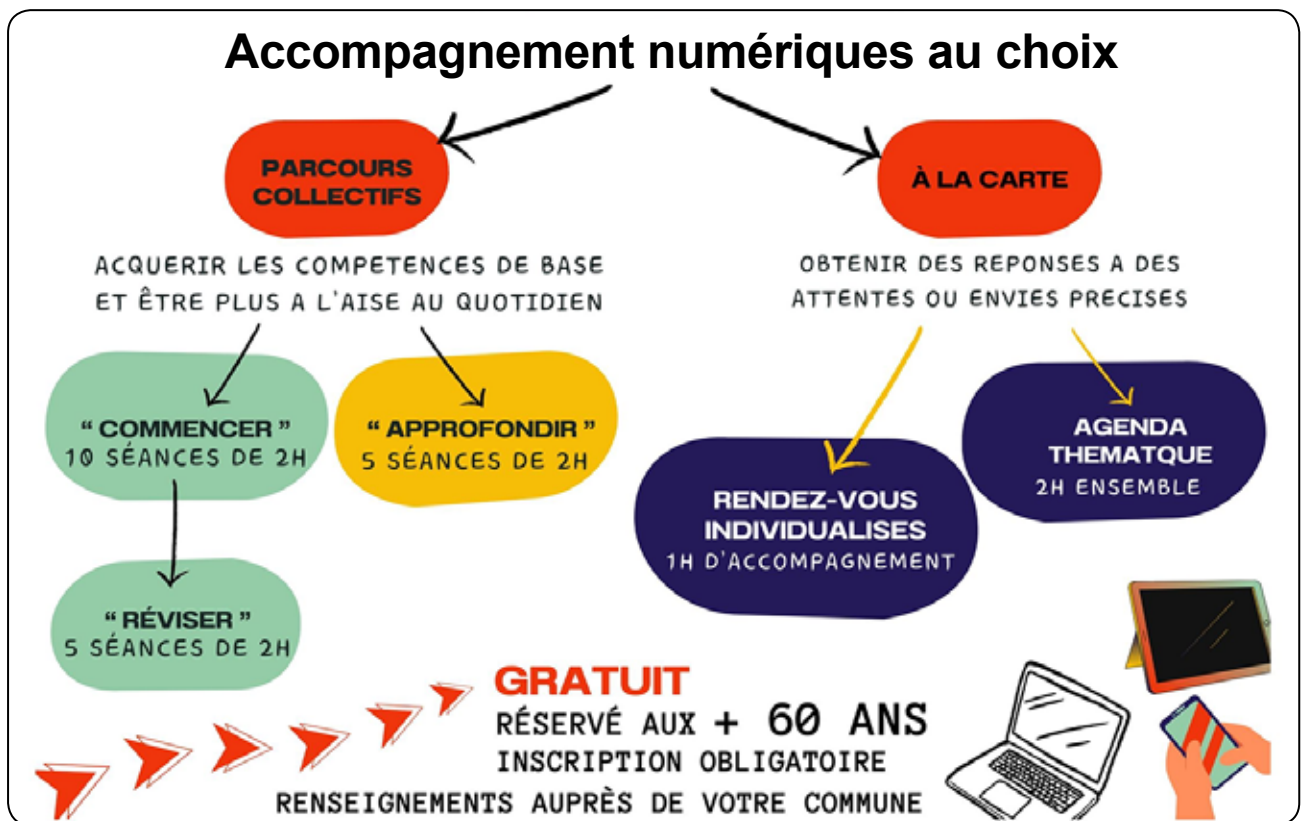 Accompagnement numériques au choix
PARCOURS
COLLECTIFS
ACQUERIR LES COMPETENCES DE BASE
ET ÊTRE PLUS A L'AISE AU QUOTIDIEN
“ COMMENCER ”
10 SÉANCES DE 2H
“ APPROFONDIR ”
5 SÉANCES DE 2H
“ RÉVISER ”
5 SÉANCES DE 2H
À LA CARTE
OBTENIR DES REPONSES A DES
ATTENTES OU ENVIES PRECISES
RENDEZ-VOUS
INDIVIDUALISES
1H D'ACCOMPAGNEMENT
AGENDA
THEMATQUE
2H ENSEMBLE
GRATUIT
RÉSERVÉ AUX + 60 ANS
INSCRIPTION OBLIGATOIRE
RENSEIGNEMENTS AUPRÈS DE VOTRE COMMUNE